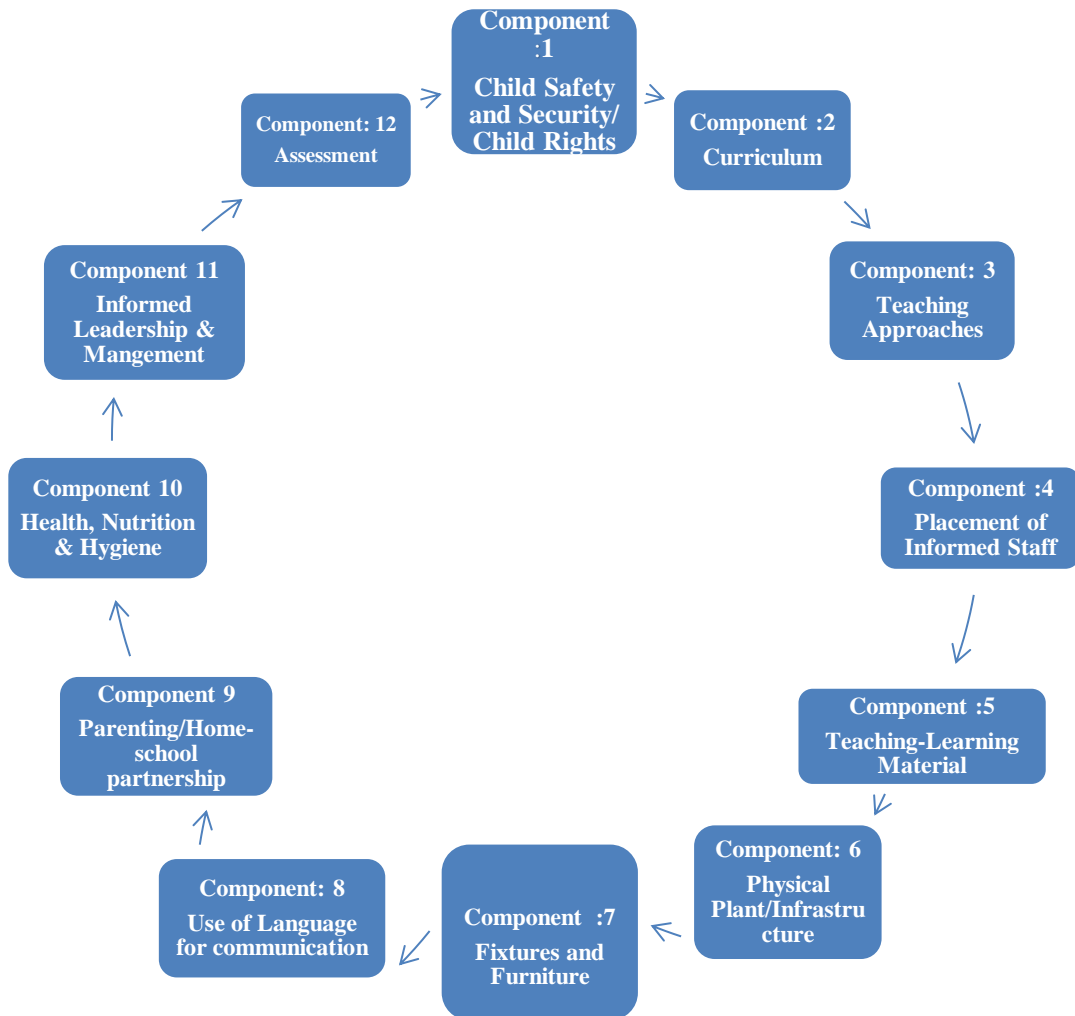 Component
:1
Child Safety
and Security/
Child Rights
Component :2
Curriculum
Component: 3
Teaching
Approaches
Component :4
Placement of
Informed Staff
Component :5
Teaching-Learning
Material
Component: 6
Physical
Plant/Infrastru
cture
Component :7
Fixtures and
Furniture
Component: 8
Use of Language
for communication
Component 9
Parenting/Home-
school
partnership
Component 10
Health, Nutrition
& Hygiene
Component 11
Informed
Leadership &
Mangement
Component: 12
Assessment